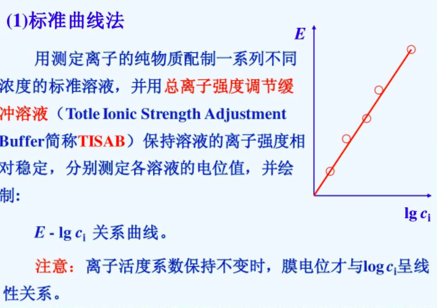 (1)标准曲线法
用测定离子的纯物质配制一系列不同
浓度的标准溶液，并用总离子强度调节缓
冲溶液（Totle Ionic Strength Adjustment
Buffer简称TISAB）保持溶液的离子强度相
对稳定，分别测定各溶液的电位值，并绘
制:
E - lg ci 关系曲线。
注意：离子活度系数保持不变时，膜电位才与log ci呈线
性关系。
E
lg ci